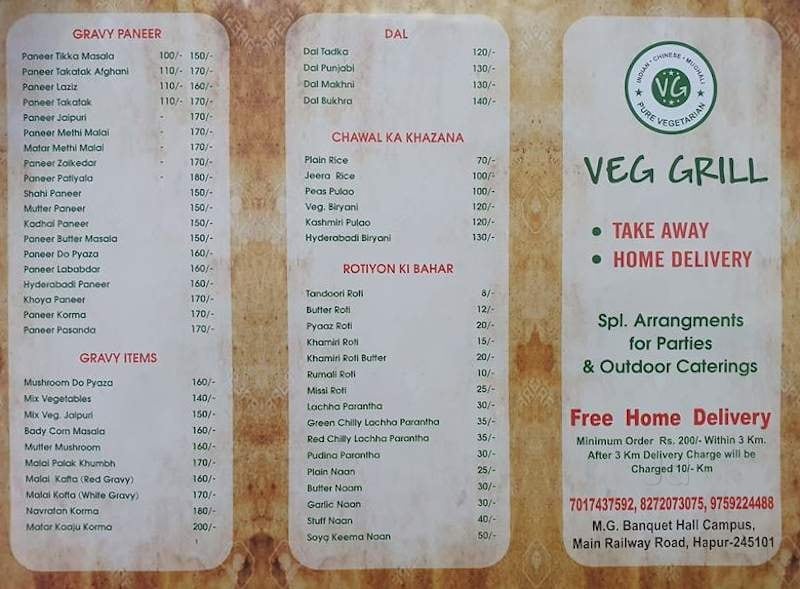 GRAVY PANEER
Paneer Tikka Masala 100/- 150/-
Paneer Takatak Afghani 110/- 170/-
Paneer Laziz 110/- 160/-
Paneer Takatak 110/- 170/-
Paneer Jaipuri - 170/-
Paneer Methi Malai - 170/-
Matar Methi Malai - 170/-
Paneer Zaikedar - 170/-
Paneer Patiyala - 180/-
Shahi Paneer 150/-
Mutter Paneer 150/-
Kadhai Paneer 150/-
Paneer Butter Masala 150/-
Paneer Do Pyaza 160/-
Paneer Lababdar 160/-
Hyderabadi Paneer 160/-
Khoya Paneer 170/-
Paneer Korma 170/-
Paneer Pasanda 170/-
GRAVY ITEMS
Mushroom Do Pyaza 160/-
Mix Vegetables 140/-
Mix Veg. Jaipuri 150/-
Bady Corn Masala 160/-
Mutter Mushroom 160/-
Malai Palak Khumbh 170/-
Malai Kofta (Red Gravy) 160/-
Malai Kofta (White Gravy) 170/-
Navratan Korma 180/-
Matar Kaaju Korma 200/-
DAL
Dal Tadka 120/-
Dal Punjabi 130/-
Dal Makhni 130/-
Dal Bukhra 140/-
CHAWAL KA KHAZANA
Plain Rice 70/-
Jeera Rice 100/-
Peas Pulao 100/-
Veg. Biryani 120/-
Kashmiri Pulao 120/-
Hyderabadi Biryani 130/-
ROTIYON KI BAHAR
Tandoori Roti 8/-
Butter Roti 12/-
Pyaaz Roti 20/-
Khamiri Roti 15/-
Khamiri Roti Butter 20/-
Rumali Roti 10/-
Missi Roti 25/-
Lachha Parantha 30/-
Green Chilly Lachha Parantha 35/-
Red Chilly Lachha Parantha 35/-
Pudina Parantha 30/-
Plain Naan 25/-
Butter Naam 30/-
Garlic Naan 30/-
Stuff Naan 40/-
Soya Keema Naan 50/-
INDIAN • CHINESE • MUGHALI
VG
PURE VEGETARIAN
VEG GRILL
• TAKE AWAY
• HOME DELIVERY
Spl. Arrangments
for Parties
& Outdoor Caterings
Free Home Delivery
Minimum Order Rs. 200/- Within 3 Km.
After 3 Km Delivery Charge will be
Charged 10/- Km
7017437592, 8272073075, 9759224488
M.G. Banquet Hall Campus,
Main Railway Road, Hapur-245101